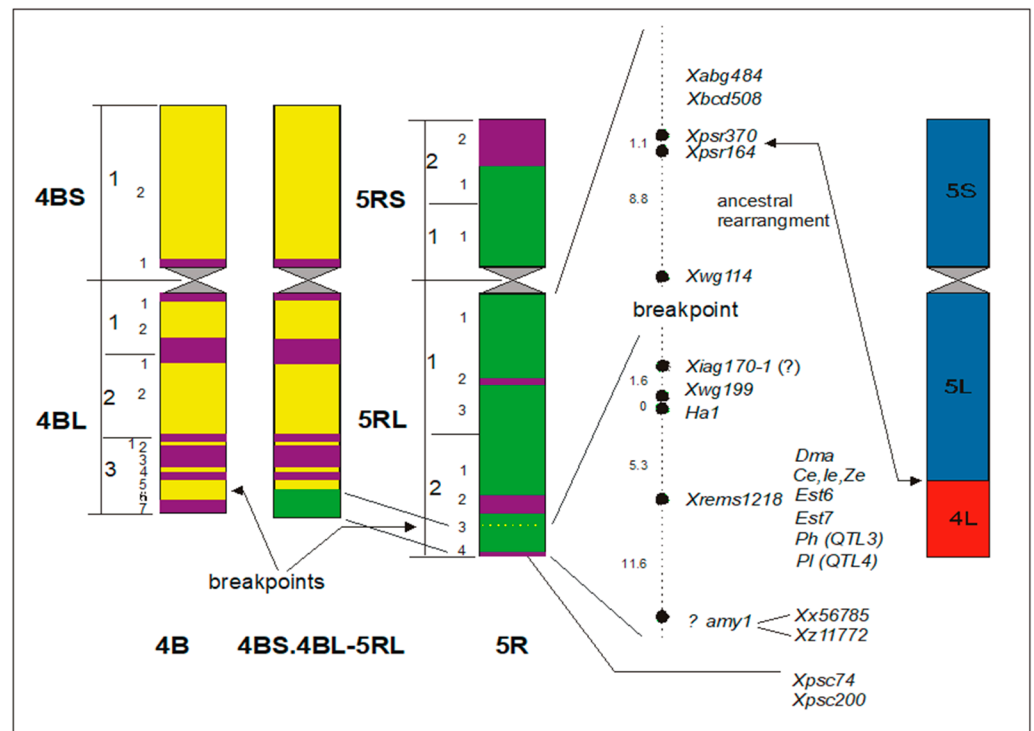 4BS
1
2
1
4BL
1
1
2
2
1
2
3
1
2
3
4
5
6
7
breakpoints
4B
4BS.4BL-5RL
5RS
2
2
1
1
1
5RL
1
1
2
3
2
1
2
3
4
5R
Xabg484
Xbcd508
Xpsr370
1.1
Xpsr164
8.8
ancestral
rearrangment
Xwg114
breakpoint
Xiag170-1 (?)
1.6
Xwg199
0
Ha1
5.3
Xrems1218
11.6
? amy1
Xx56785
Xz11772
Xpsc74
Xpsc200
Dma
Ce,Ie,Ze
Est6
Est7
Ph (QTL3)
Pl (QTL4)
5S
5L
4L